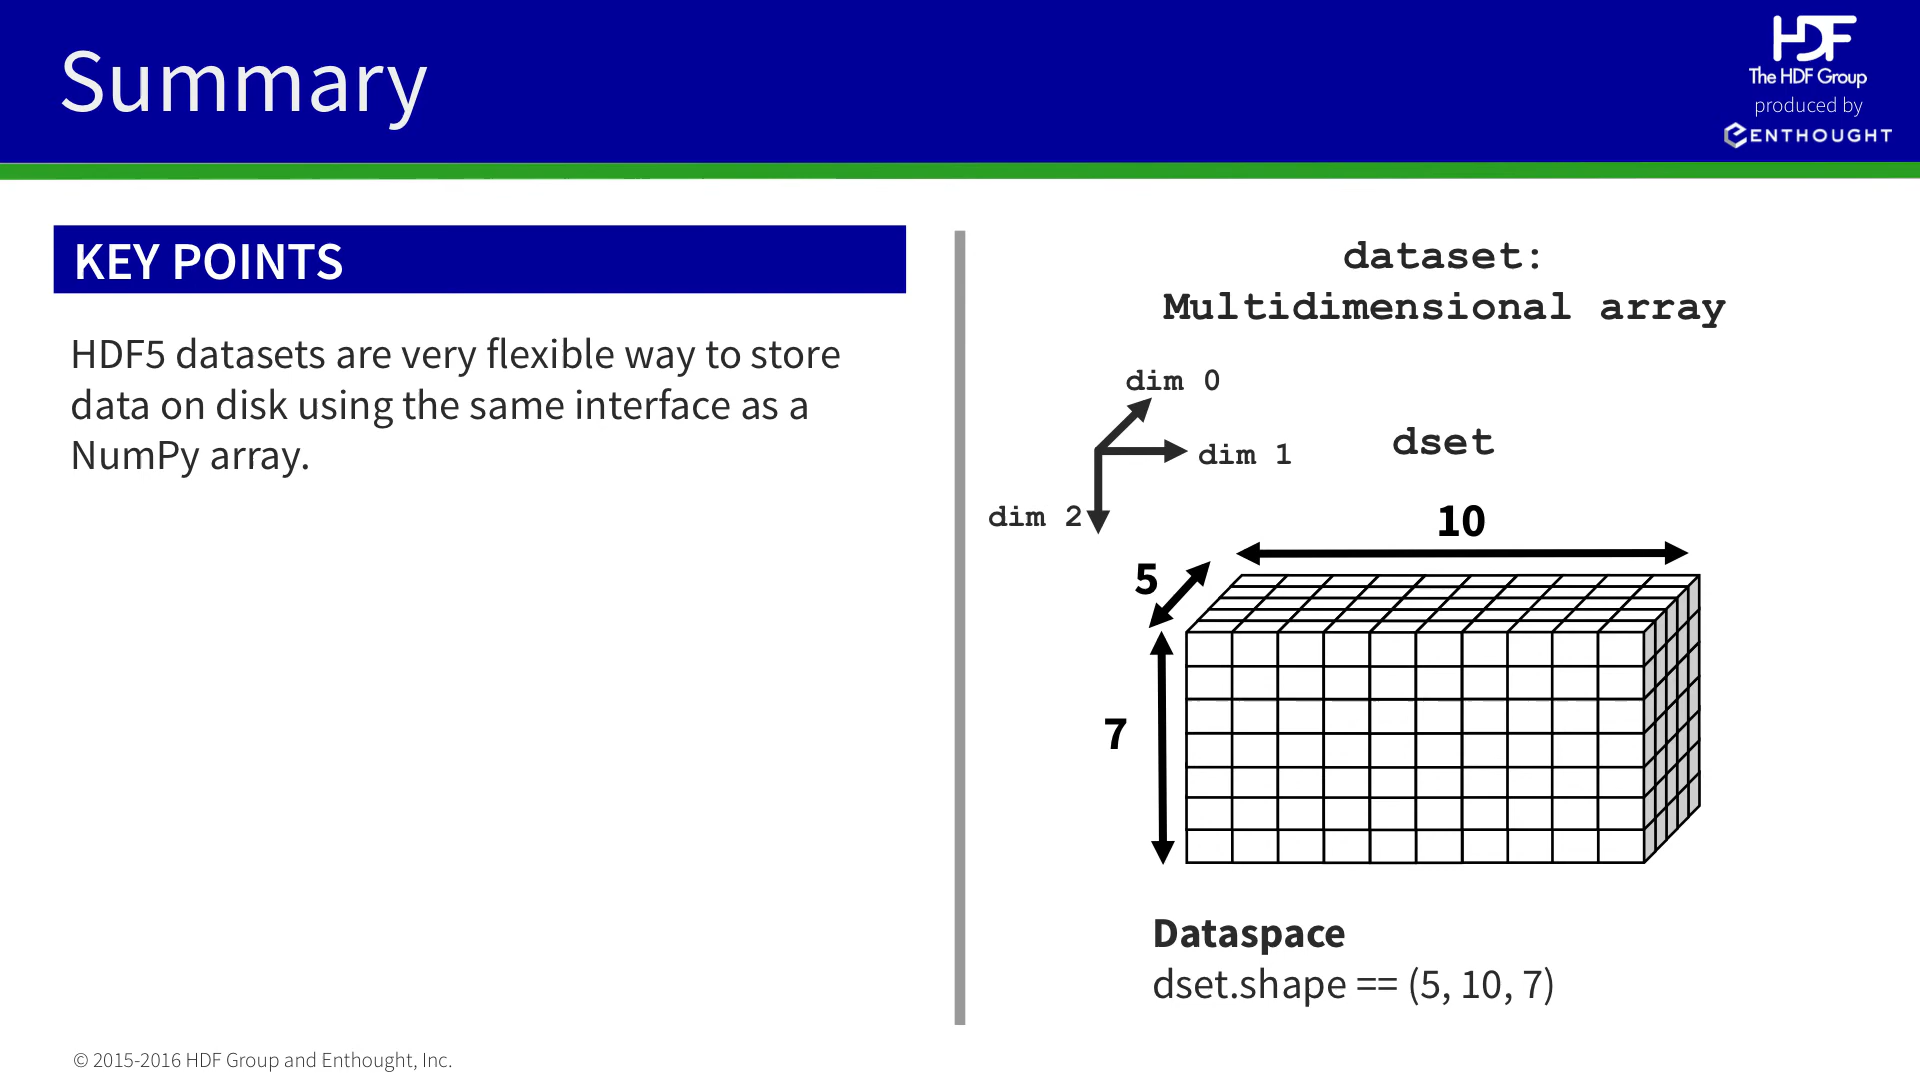 Summary
HDF
The HDF Group
produced by
ENTHOUGHT
KEY POINTS
HDF5 datasets are very flexible way to store
data on disk using the same interface as a
NumPy array.
dataset:
Multidimensional array
dim 0
dim 1
dset
dim 2
10
5
7
Dataspace
dset.shape == (5, 10, 7)
© 2015-2016 HDF Group and Enthought, Inc.